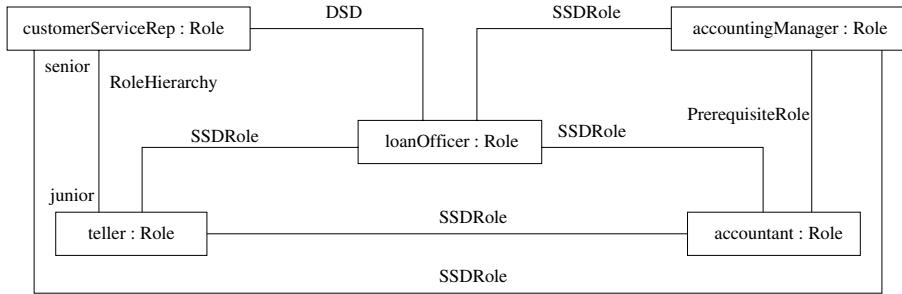 DSD
SSDRole
customerServiceRep : Role
accountingManager : Role
senior
RoleHierarchy
PrerequisiteRole
SSDRole
loanOfficer : Role
SSDRole
junior
teller : Role
SSDRole
accountant : Role
SSDRole